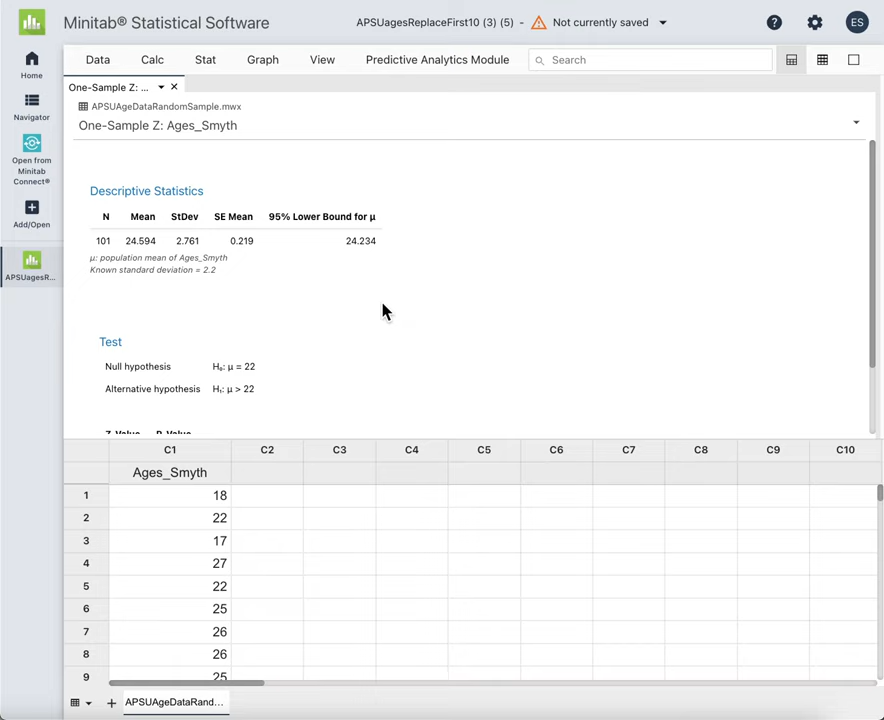 Minitab® Statistical Software
APSUagesReplaceFirst10 (3) (5) - Not currently saved
ES
Home
Navigator
Open from
Minitab
Connect®
Add/Open
APSUagesR...
Data Calc Stat Graph View Predictive Analytics Module Search
One-Sample Z: ...
APSUAgeDataRandomSample.mwx
One-Sample Z: Ages_Smyth
Descriptive Statistics
N Mean StDev SE Mean 95% Lower Bound for μ
101 24.594 2.761 0.219 24.234
μ: population mean of Ages_Smyth
Known standard deviation = 2.2
Test
Null hypothesis H₀: μ = 22
Alternative hypothesis H₁: μ > 22
Z-Value P-Value
C1 C2 C3 C4 C5 C6 C7 C8 C9 C10
Ages_Smyth
1 18
2 22
3 17
4 27
5 22
6 25
7 26
8 26
9 25
+ APSUAgeDataRand...